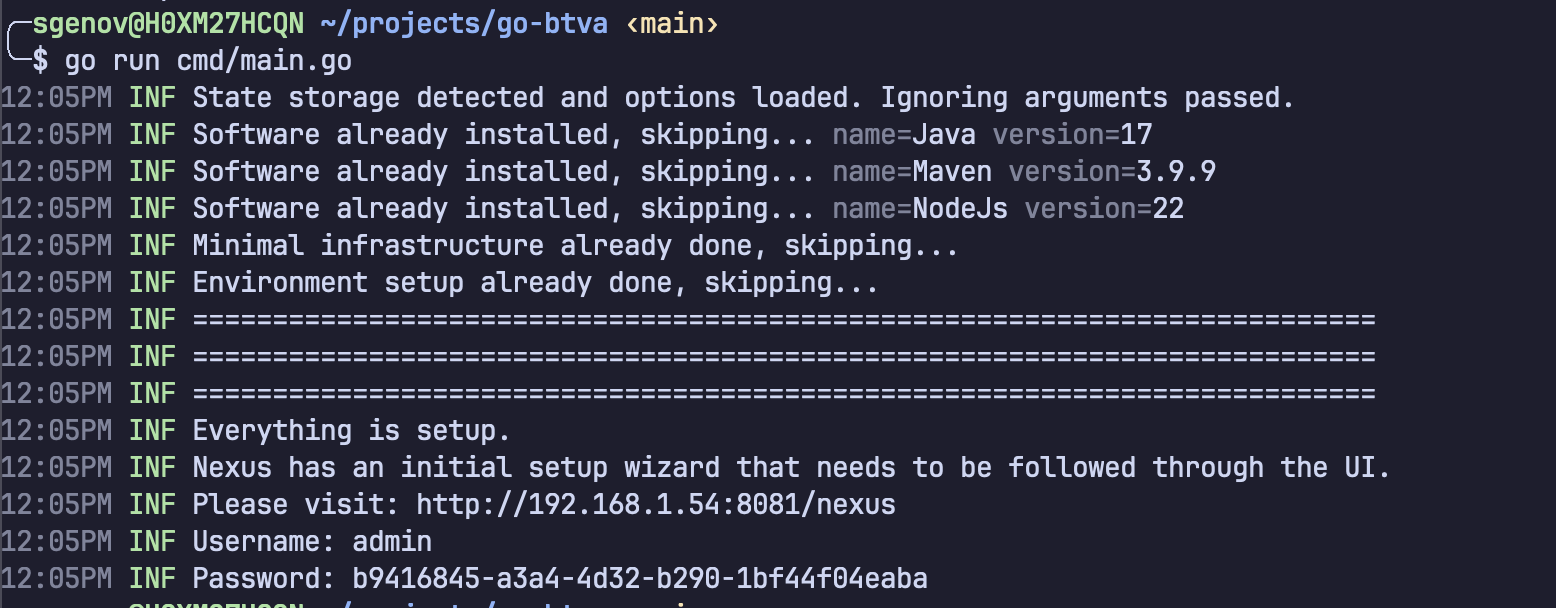 sgenov@H0XM27HCQN ~/projects/go-btva ‹main›
$ go run cmd/main.go
12:05PM INF State storage detected and options loaded. Ignoring arguments passed.
12:05PM INF Software already installed, skipping... name=Java version=17
12:05PM INF Software already installed, skipping... name=Maven version=3.9.9
12:05PM INF Software already installed, skipping... name=NodeJs version=22
12:05PM INF Minimal infrastructure already done, skipping...
12:05PM INF Environment setup already done, skipping...
12:05PM INF ==========================================================================
12:05PM INF ==========================================================================
12:05PM INF ==========================================================================
12:05PM INF Everything is setup.
12:05PM INF Nexus has an initial setup wizard that needs to be followed through the UI.
12:05PM INF Please visit: http://192.168.1.54:8081/nexus
12:05PM INF Username: admin
12:05PM INF Password: b9416845-a3a4-4d32-b290-1bf44f04eaba